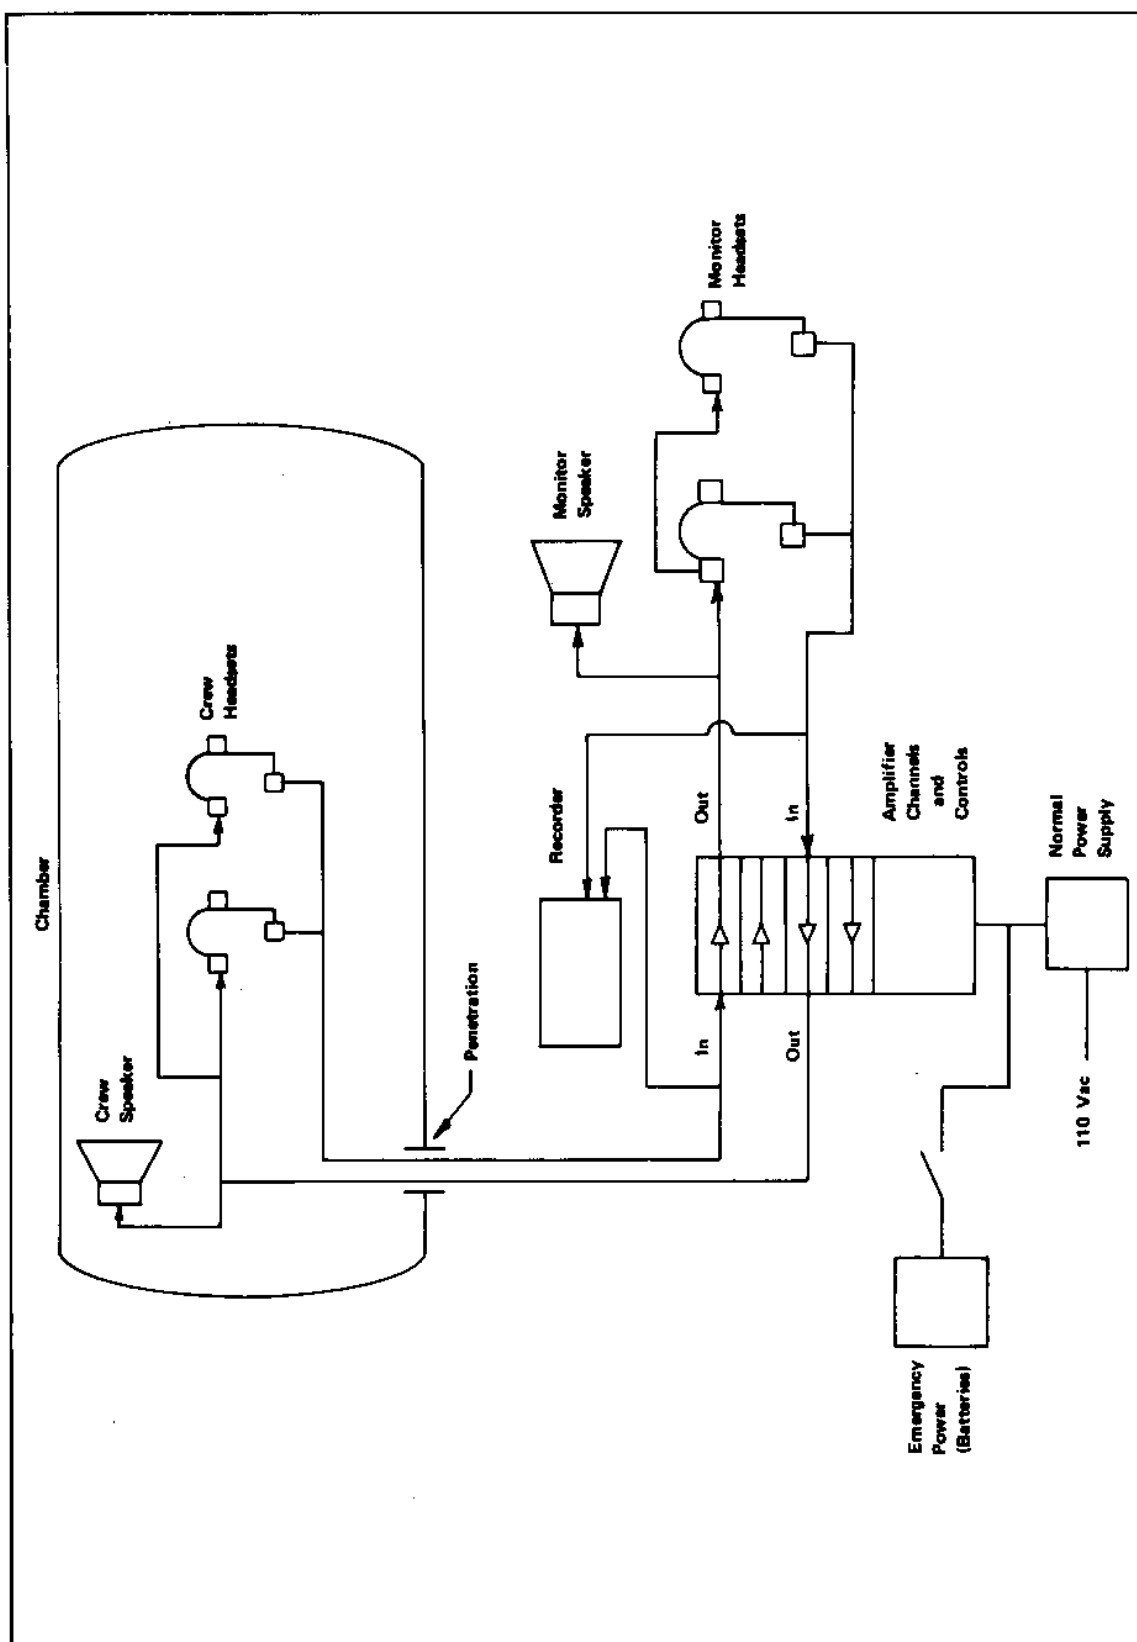 Chamber
Crew
Speaker
Crew
Headsets
Penetration
Recorder
Monitor
Speaker
Monitor
Headsets
In
Out
Out
In
Amplifier
Channels
and
Controls
Emergency
Power
(Batteries)
110 Vac
Normal
Power
Supply